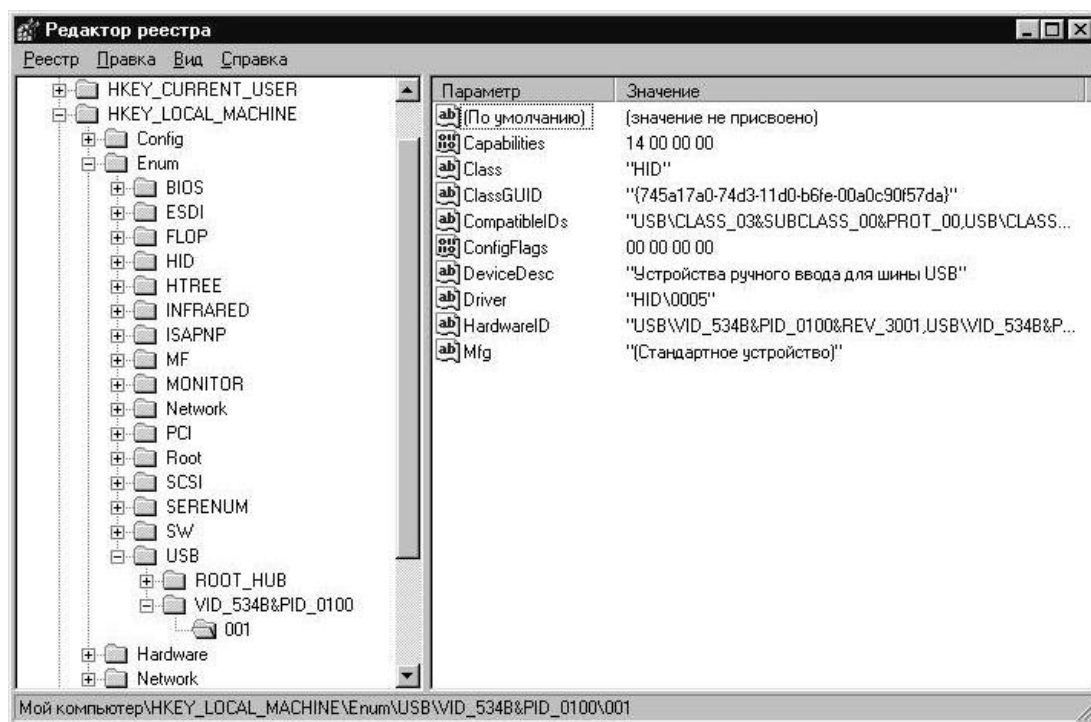 Редактор реестра
Реестр Правка Вид Справка
HKEY_CURRENT_USER
HKEY_LOCAL_MACHINE
Config
Enum
BIOS
ESDI
FLOP
HID
HTREE
INFRARED
ISAPNP
MF
MONITOR
Network
PCI
Root
SCSI
SERENUM
SW
USB
ROOT_HUB
VID_534B&PID_0100
001
Hardware
Network
Параметр Значение
(По умолчанию) (значение не присвоено)
Capabilities 14 00 00 00
Class "HID"
ClassGUID "{745a17a0-74d3-11d0-b6fe-00a0c90f57da}"
CompatibleIDs "USB\CLASS_03&SUBCLASS_00&PROT_00,USB\CLASS...
ConfigFlags 00 00 00 00
DeviceDesc "Устройства ручного ввода для шины USB"
Driver "HID\0005"
HardwareID "USB\VID_534B&PID_0100&REV_3001,USB\VID_534B&P...
Mfg "(Стандартное устройство)"
Мой компьютер\HKEY_LOCAL_MACHINE\Enum\USB\VID_534B&PID_0100\001